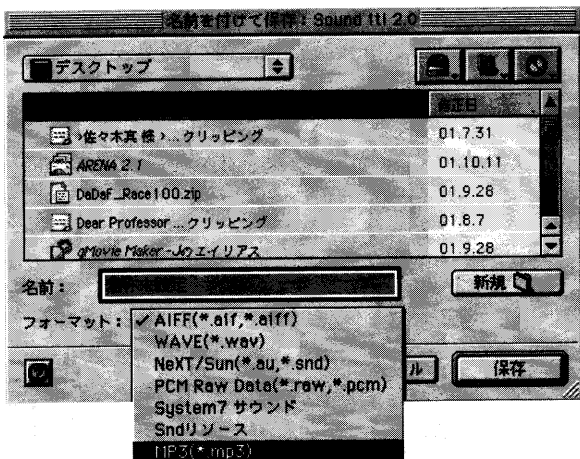 名前を付けて保存：Sound tti 2.0
デスクトップ
修正日
›佐々木真 様 ›...クリッピング 01.7.31
ARENA 2.1 01.10.11
DaDaF_Race100.zip 01.9.28
Dear Professor...クリッピング 01.8.7
qMovie Maker -Jのエイリアス 01.9.28
名前：
新規
フォーマット：
✓AIFF(*.aif,*.aiff)
WAVE(*.wav)
NeXT/Sun(*.au,*.snd)
PCM Raw Data(*.raw,*.pcm)
System7 サウンド
Sndリソース
MP3(*.mp3)
ル
保存